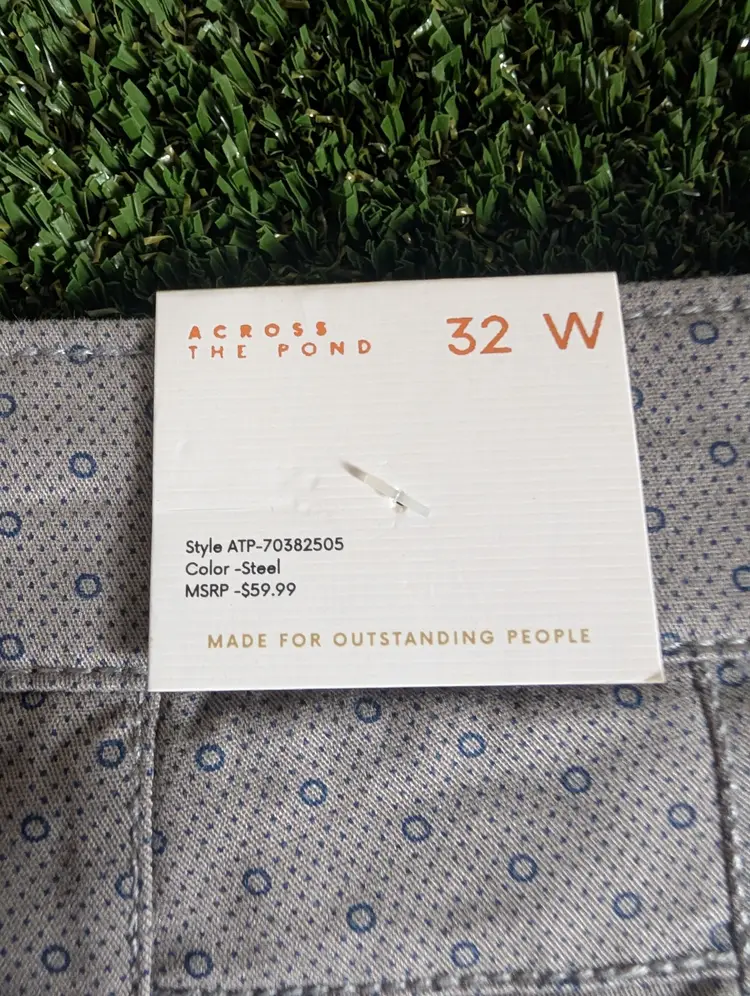 ACROSS
THE POND
32 W
Style ATP-70382505
Color -Steel
MSRP -$59.99
MADE FOR OUTSTANDING PEOPLE